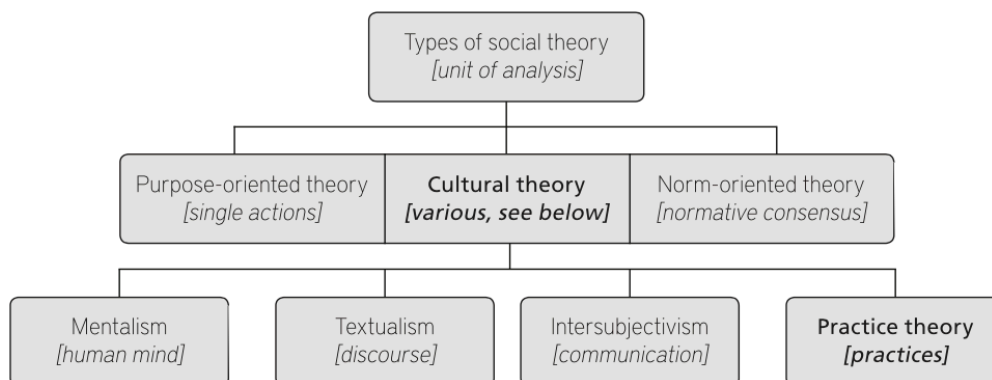 Types of social theory
[unit of analysis]
Purpose-oriented theory
[single actions]
Cultural theory
[various, see below]
Norm-oriented theory
[normative consensus]
Mentalism
[human mind]
Textualism
[discourse]
Intersubjectivism
[communication]
Practice theory
[practices]